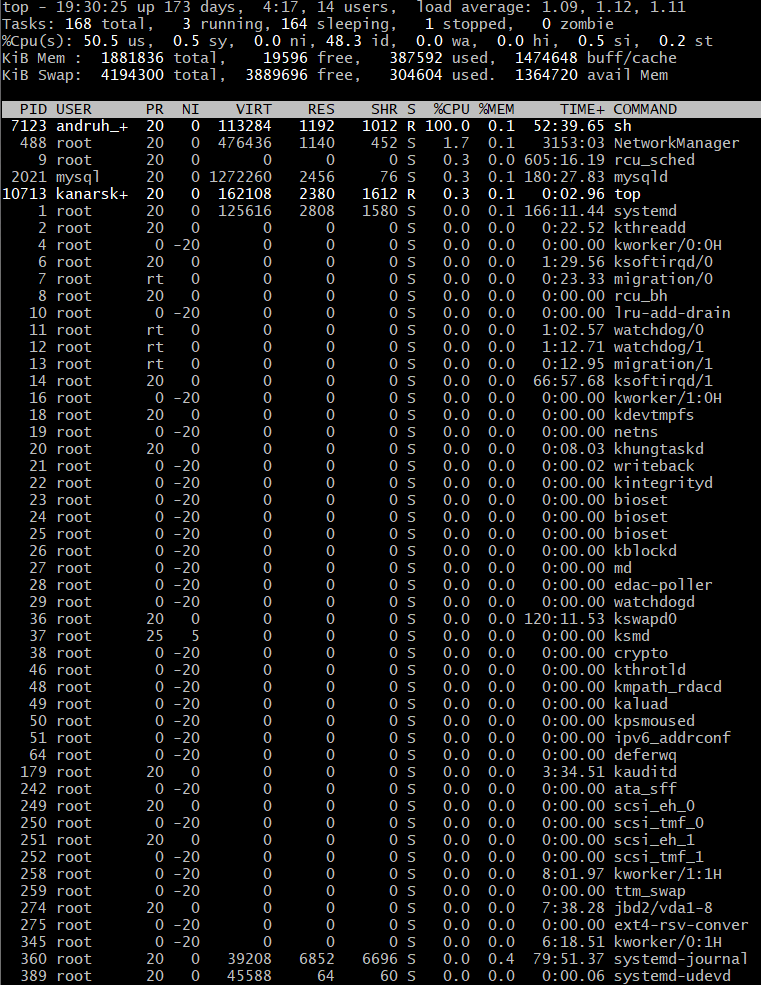 top - 19:30:25 up 173 days,  4:17, 14 users,  load average: 1.09, 1.12, 1.11
Tasks: 168 total,   3 running, 164 sleeping,   1 stopped,   0 zombie
%Cpu(s): 50.5 us,  0.5 sy,  0.0 ni, 48.3 id,  0.0 wa,  0.0 hi,  0.5 si,  0.2 st
KiB Mem :  1881836 total,    19596 free,   387592 used,  1474648 buff/cache
KiB Swap:  4194300 total,  3889696 free,   304604 used.  1364720 avail Mem
PID USER PR NI VIRT RES SHR S %CPU %MEM TIME+ COMMAND
7123 andruh_+ 20 0 113284 1192 1012 R 100.0 0.1 52:39.65 sh
488 root 20 0 476436 1140 452 S 1.7 0.1 3153:03 NetworkManager
9 root 20 0 0 0 0 S 0.3 0.0 605:16.19 rcu_sched
2021 mysql 20 0 1272260 2456 76 S 0.3 0.1 180:27.83 mysqld
10713 kanarsk+ 20 0 162108 2380 1612 R 0.3 0.1 0:02.96 top
1 root 20 0 125616 2808 1580 S 0.0 0.1 166:11.44 systemd
2 root 20 0 0 0 0 S 0.0 0.0 0:22.52 kthreadd
4 root 0 -20 0 0 0 S 0.0 0.0 0:00.00 kworker/0:0H
6 root 20 0 0 0 0 S 0.0 0.0 1:29.56 ksoftirqd/0
7 root rt 0 0 0 0 S 0.0 0.0 0:23.33 migration/0
8 root 20 0 0 0 0 S 0.0 0.0 0:00.00 rcu_bh
10 root 0 -20 0 0 0 S 0.0 0.0 0:00.00 lru-add-drain
11 root rt 0 0 0 0 S 0.0 0.0 1:02.57 watchdog/0
12 root rt 0 0 0 0 S 0.0 0.0 1:12.71 watchdog/1
13 root rt 0 0 0 0 S 0.0 0.0 0:12.95 migration/1
14 root 20 0 0 0 0 S 0.0 0.0 66:57.68 ksoftirqd/1
16 root 0 -20 0 0 0 S 0.0 0.0 0:00.00 kworker/1:0H
18 root 20 0 0 0 0 S 0.0 0.0 0:00.00 kdevtmpfs
19 root 0 -20 0 0 0 S 0.0 0.0 0:00.00 netns
20 root 20 0 0 0 0 S 0.0 0.0 0:08.03 khungtaskd
21 root 0 -20 0 0 0 S 0.0 0.0 0:00.02 writeback
22 root 0 -20 0 0 0 S 0.0 0.0 0:00.00 kintegrityd
23 root 0 -20 0 0 0 S 0.0 0.0 0:00.00 bioset
24 root 0 -20 0 0 0 S 0.0 0.0 0:00.00 bioset
25 root 0 -20 0 0 0 S 0.0 0.0 0:00.00 bioset
26 root 0 -20 0 0 0 S 0.0 0.0 0:00.00 kblockd
27 root 0 -20 0 0 0 S 0.0 0.0 0:00.00 md
28 root 0 -20 0 0 0 S 0.0 0.0 0:00.00 edac-poller
29 root 0 -20 0 0 0 S 0.0 0.0 0:00.00 watchdogd
36 root 20 0 0 0 0 S 0.0 0.0 120:11.53 kswapd0
37 root 25 5 0 0 0 S 0.0 0.0 0:00.00 ksmd
38 root 0 -20 0 0 0 S 0.0 0.0 0:00.00 crypto
46 root 0 -20 0 0 0 S 0.0 0.0 0:00.00 kthrotld
48 root 0 -20 0 0 0 S 0.0 0.0 0:00.00 kmpath_rdacd
49 root 0 -20 0 0 0 S 0.0 0.0 0:00.00 kaluad
50 root 0 -20 0 0 0 S 0.0 0.0 0:00.00 kpsmoused
51 root 0 -20 0 0 0 S 0.0 0.0 0:00.00 ipv6_addrconf
64 root 0 -20 0 0 0 S 0.0 0.0 0:00.00 deferwq
179 root 20 0 0 0 0 S 0.0 0.0 3:34.51 kauditd
242 root 0 -20 0 0 0 S 0.0 0.0 0:00.00 ata_sff
249 root 20 0 0 0 0 S 0.0 0.0 0:00.00 scsi_eh_0
250 root 0 -20 0 0 0 S 0.0 0.0 0:00.00 scsi_tmf_0
251 root 20 0 0 0 0 S 0.0 0.0 0:00.00 scsi_eh_1
252 root 0 -20 0 0 0 S 0.0 0.0 0:00.00 scsi_tmf_1
258 root 0 -20 0 0 0 S 0.0 0.0 8:01.97 kworker/1:1H
259 root 0 -20 0 0 0 S 0.0 0.0 0:00.00 ttm_swap
274 root 20 0 0 0 0 S 0.0 0.0 7:38.28 jbd2/vda1-8
275 root 0 -20 0 0 0 S 0.0 0.0 0:00.00 ext4-rsv-conver
345 root 0 -20 0 0 0 S 0.0 0.0 6:18.51 kworker/0:1H
360 root 20 0 39208 6852 6696 S 0.0 0.4 79:51.37 systemd-journal
389 root 20 0 45588 64 60 S 0.0 0.0 0:00.06 systemd-udevd